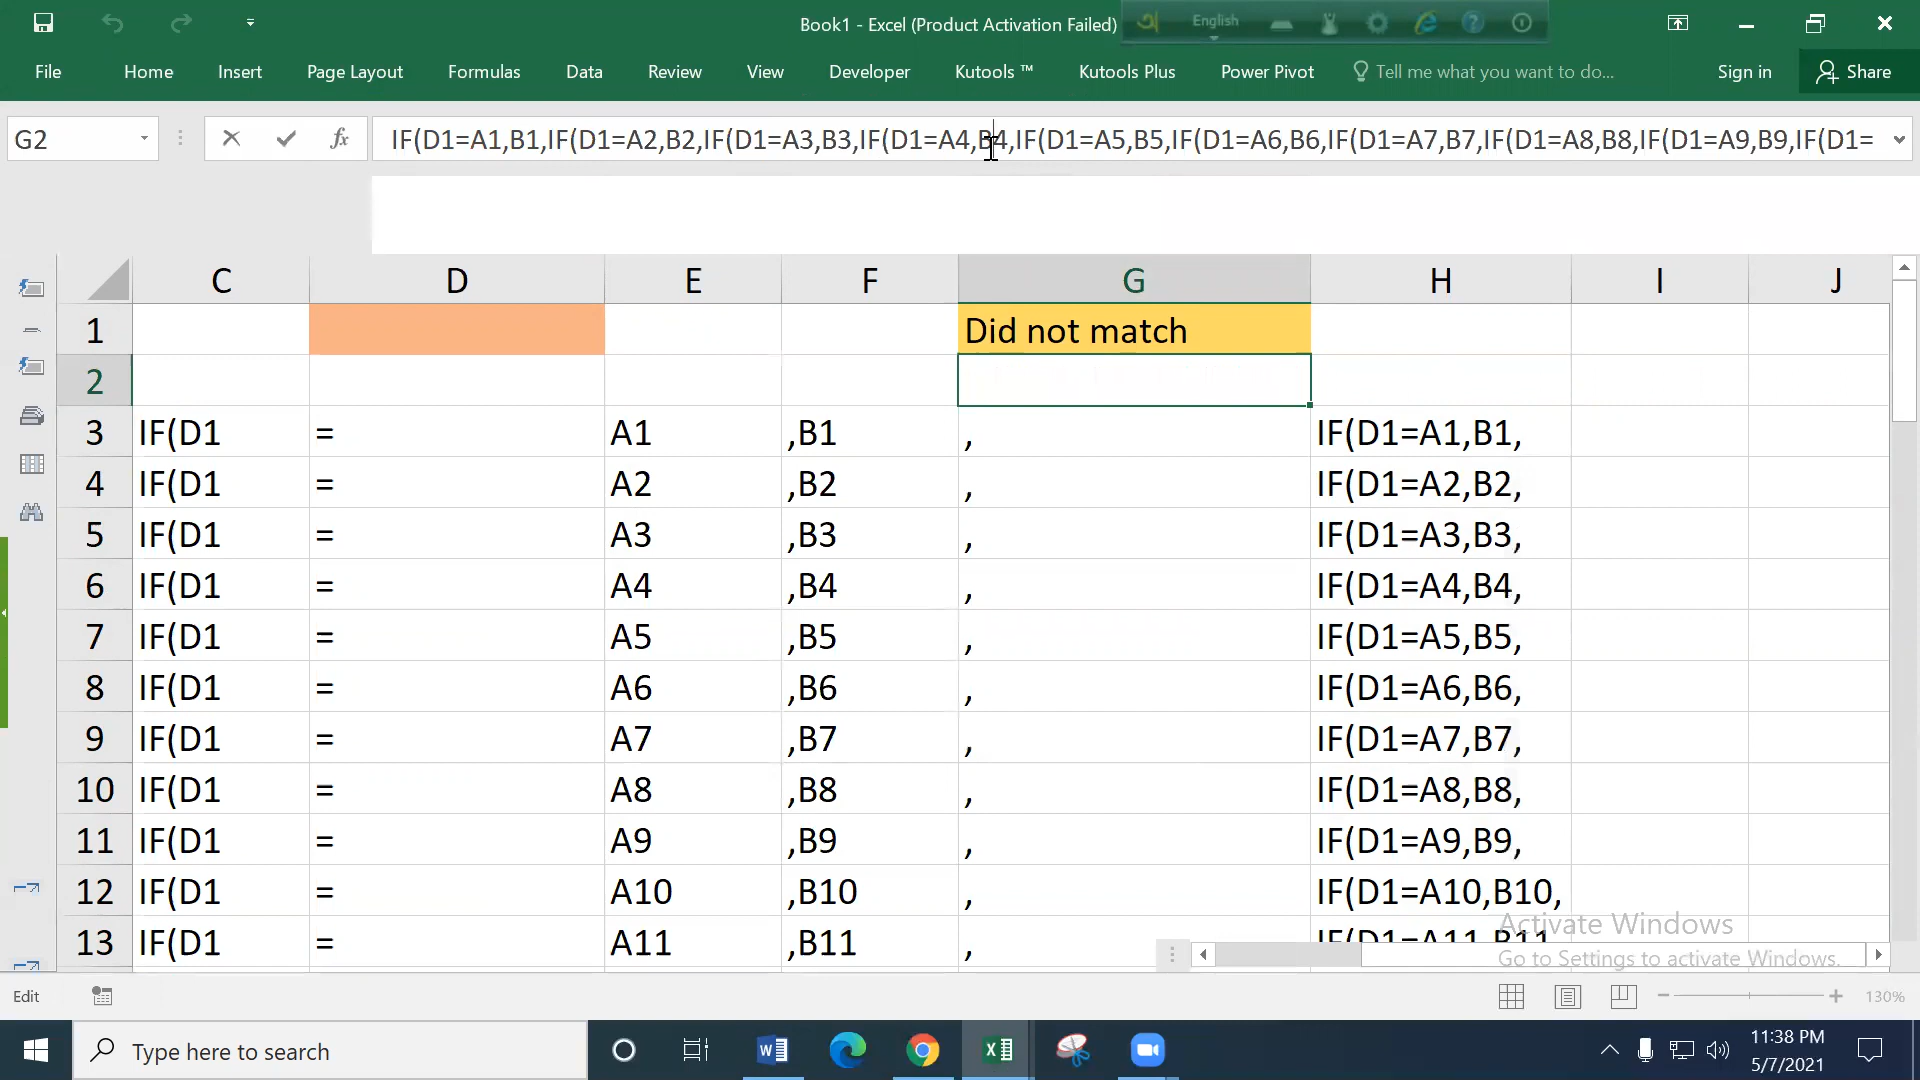 Book1 - Excel (Product Activation Failed)
English
File Home Insert Page Layout Formulas Data Review View Developer Kutools ™ Kutools Plus Power Pivot Tell me what you want to do... Sign in Share
G2 fx IF(D1=A1,B1,IF(D1=A2,B2,IF(D1=A3,B3,IF(D1=A4,B4,IF(D1=A5,B5,IF(D1=A6,B6,IF(D1=A7,B7,IF(D1=A8,B8,IF(D1=A9,B9,IF(D1=
C D E F G H I J
1 Did not match
2
3 IF(D1 = A1 ,B1 , IF(D1=A1,B1,
4 IF(D1 = A2 ,B2 , IF(D1=A2,B2,
5 IF(D1 = A3 ,B3 , IF(D1=A3,B3,
6 IF(D1 = A4 ,B4 , IF(D1=A4,B4,
7 IF(D1 = A5 ,B5 , IF(D1=A5,B5,
8 IF(D1 = A6 ,B6 , IF(D1=A6,B6,
9 IF(D1 = A7 ,B7 , IF(D1=A7,B7,
10 IF(D1 = A8 ,B8 , IF(D1=A8,B8,
11 IF(D1 = A9 ,B9 , IF(D1=A9,B9,
12 IF(D1 = A10 ,B10 , IF(D1=A10,B10,
13 IF(D1 = A11 ,B11 , IF(D1=A11,B11,
Activate Windows
Go to Settings to activate Windows.
Edit 130%
Type here to search
11:38 PM
5/7/2021